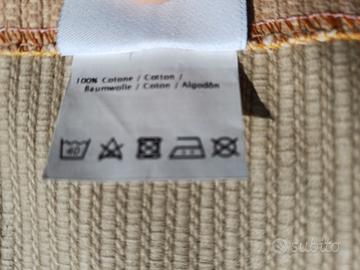 100% Cotone / Cotton /
Baumwolle / Coton / Algodón
40
subito